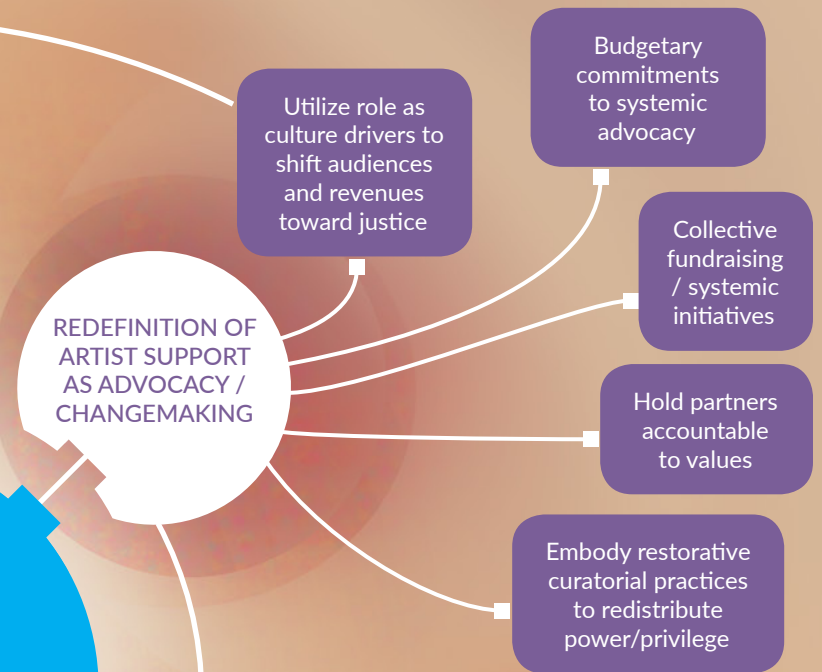 Budgetary
commitments
to systemic
advocacy
Utilize role as
culture drivers to
shift audiences
and revenues
toward justice
Collective
fundraising
/ systemic
initiatives
REDEFINITION OF
ARTIST SUPPORT
AS ADVOCACY /
CHANGEMAKING
Hold partners
accountable
to values
Embody restorative
curatorial practices
to redistribute
power/privilege